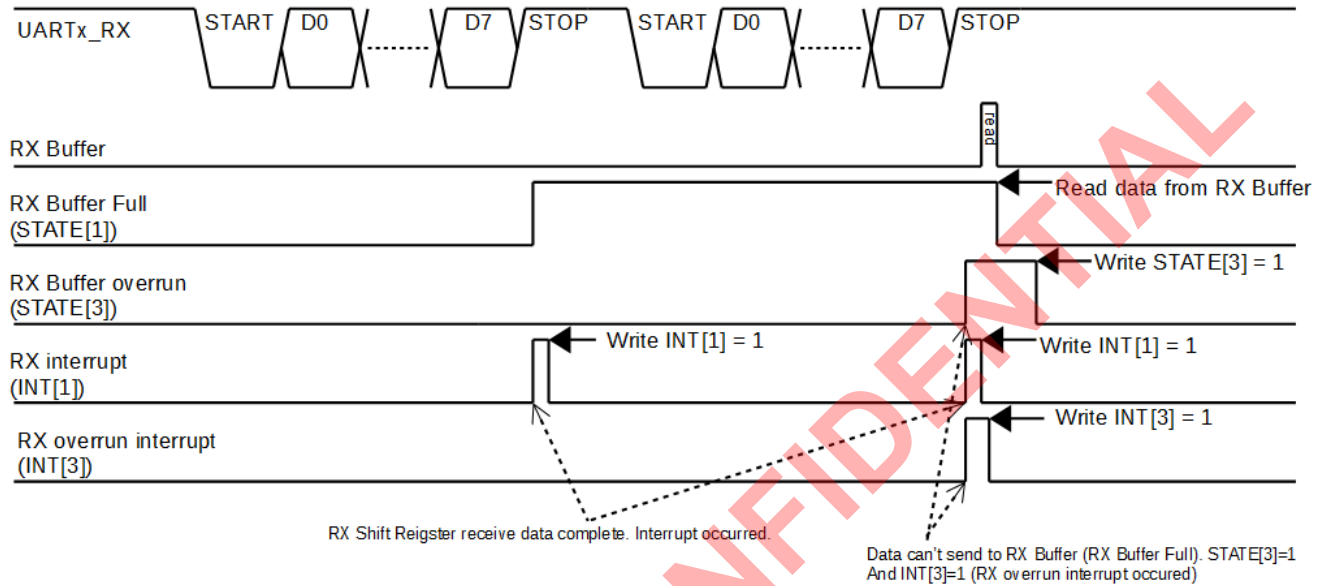 UARTx_RX
START D0 D7 STOP START D0 D7 STOP
read
RX Buffer
Read data from RX Buffer
RX Buffer Full
(STATE[1])
Write STATE[3] = 1
RX Buffer overrun
(STATE[3])
Write INT[1] = 1
Write INT[1] = 1
RX interrupt
(INT[1])
Write INT[3] = 1
RX overrun interrupt
(INT[3])
RX Shift Reigster receive data complete. Interrupt occurred.
Data can't send to RX Buffer (RX Buffer Full). STATE[3]=1
And INT[3]=1 (RX overrun interrupt occured)
NFIDENTIAL